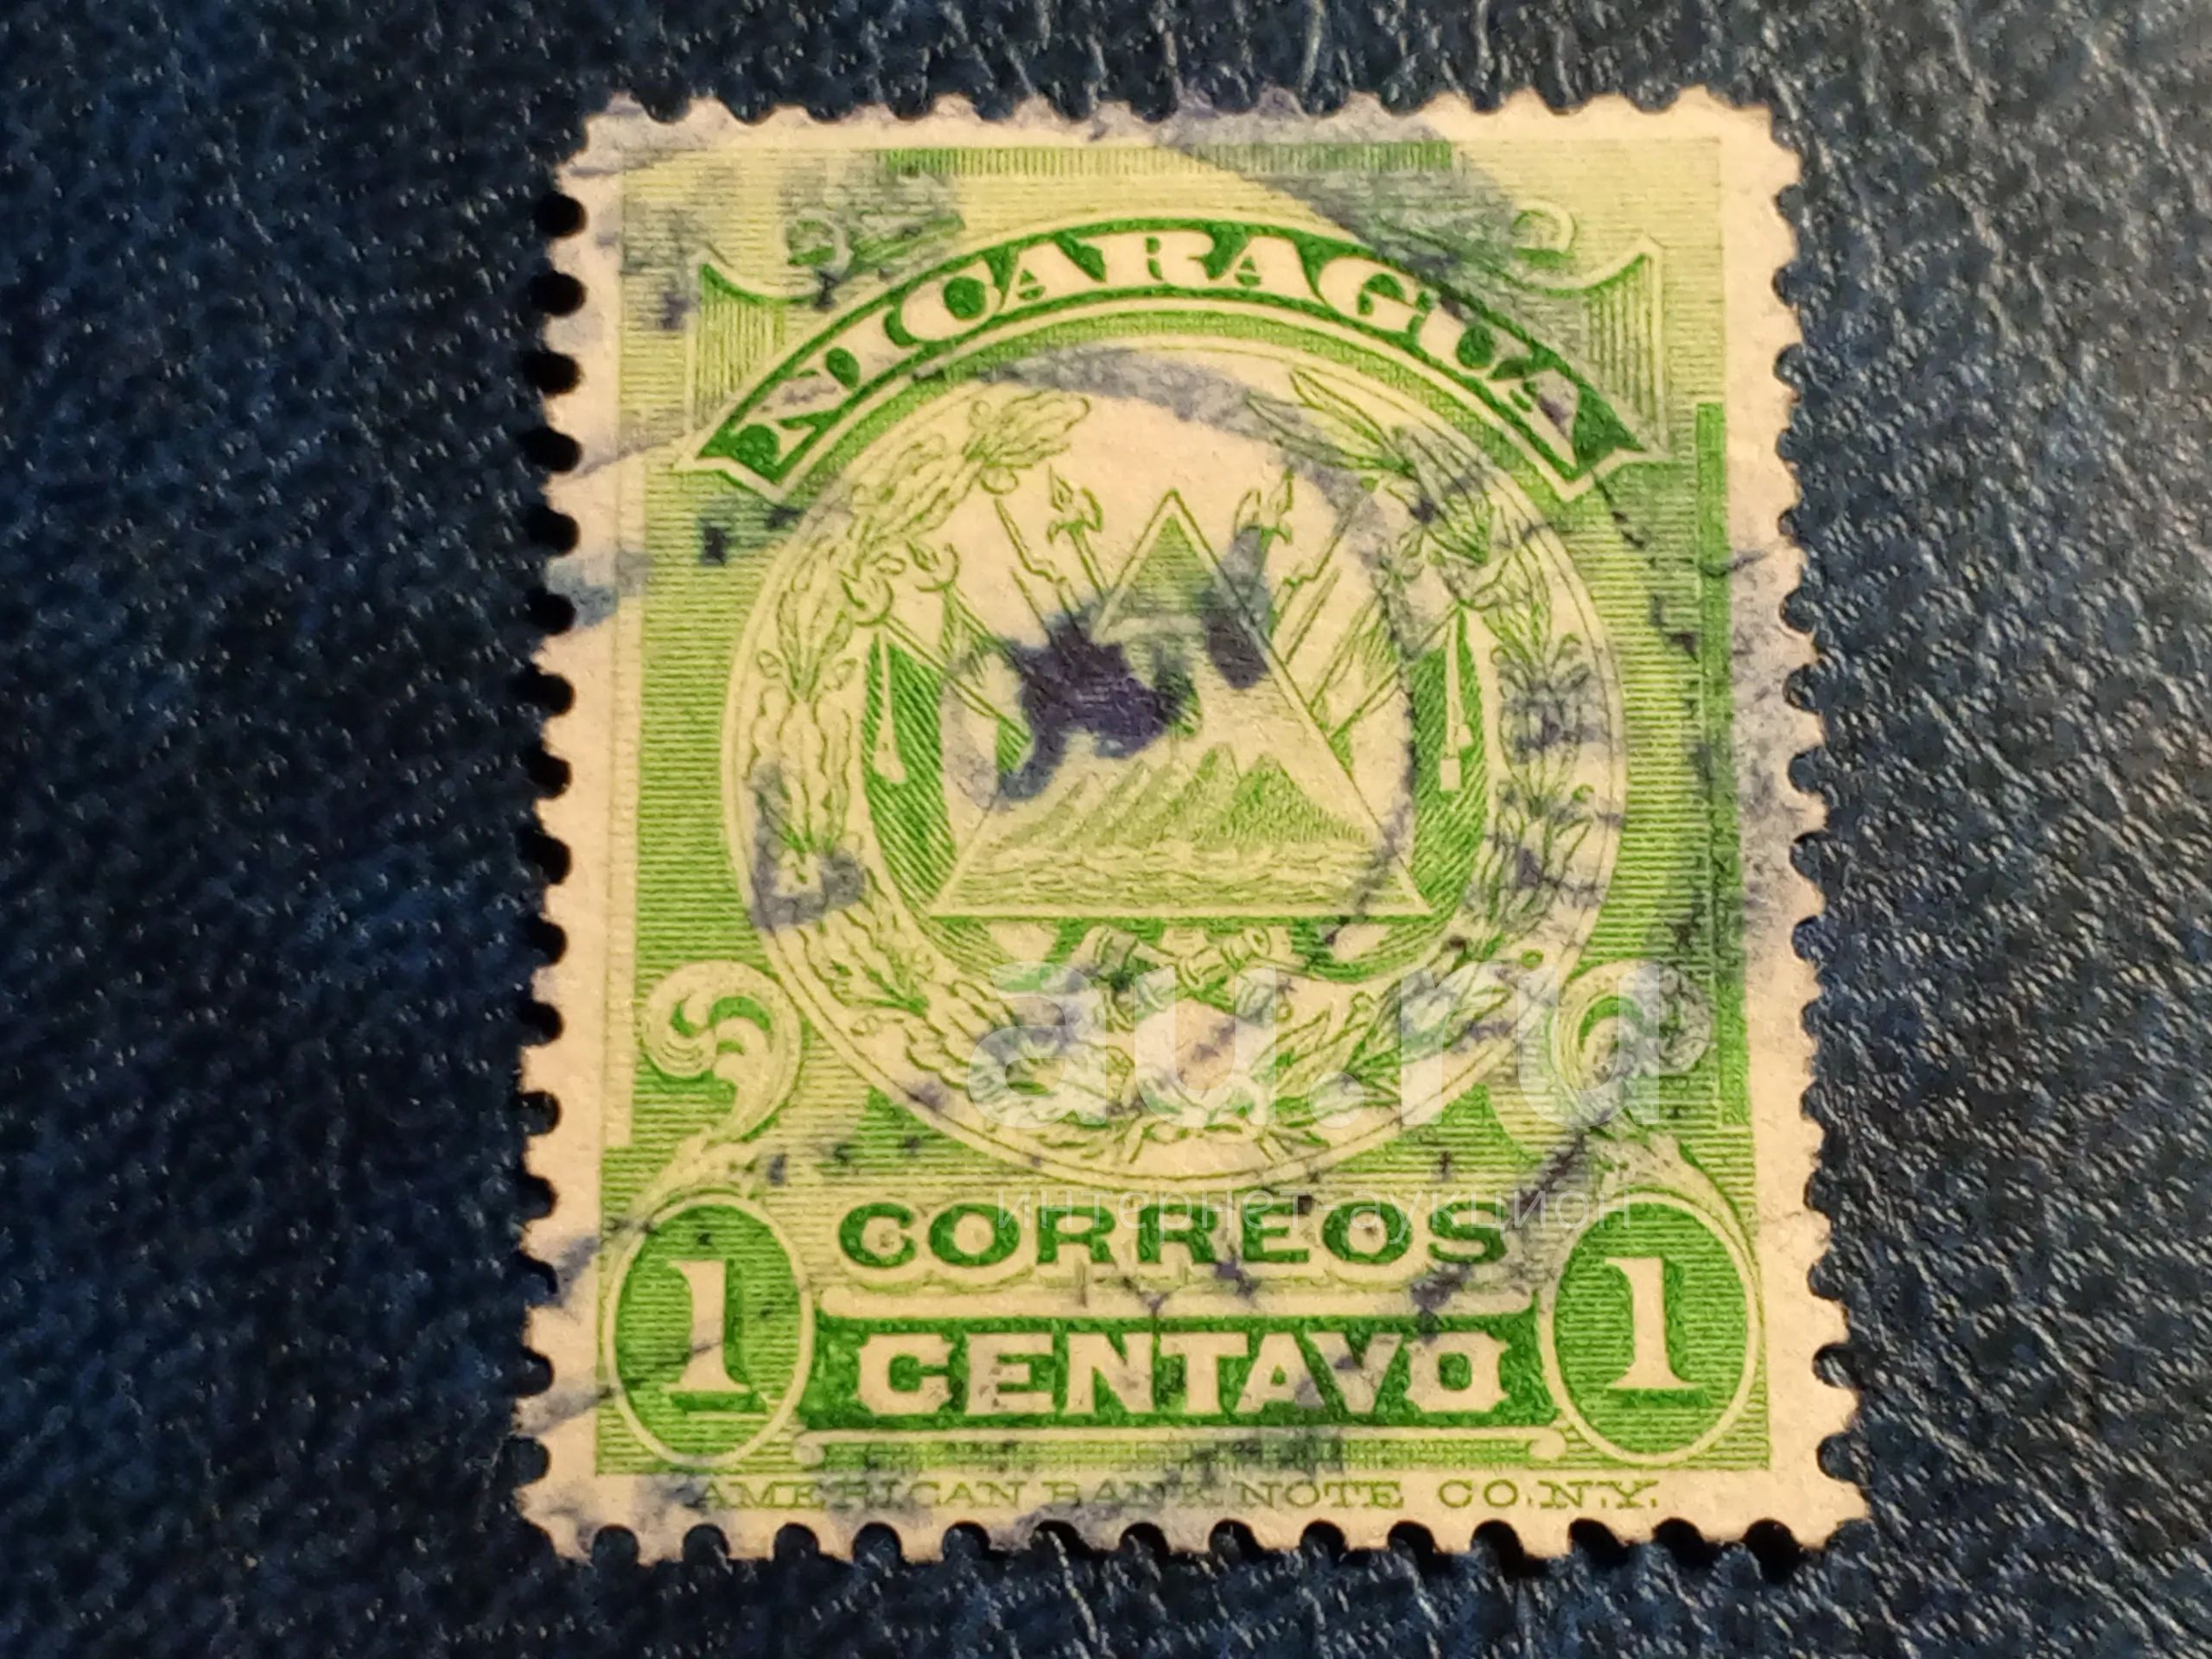 NICARAGUA
au.ru
интернет аукцион
CORREOS
1 CENTAVO 1
AMERICAN BANK NOTE CO. N.Y.